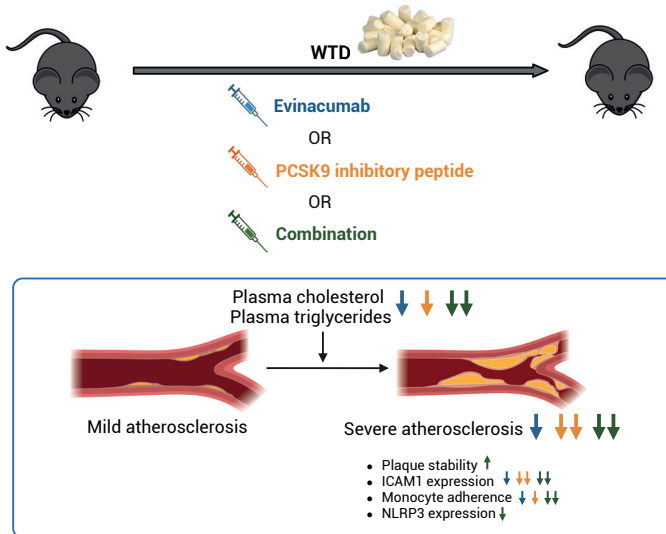 WTD
Evinacumab
OR
PCSK9 inhibitory peptide
OR
Combination
Plasma cholesterol
Plasma triglycerides
Mild atherosclerosis
Severe atherosclerosis
Plaque stability
ICAM1 expression
Monocyte adherence
NLRP3 expression